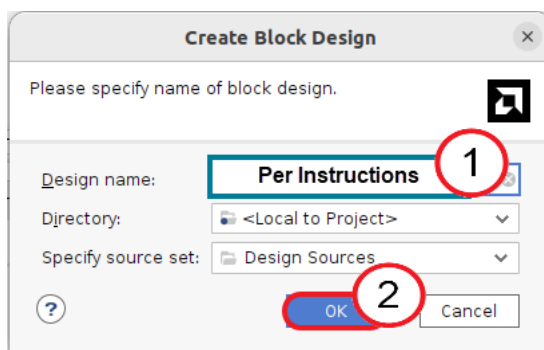 Create Block Design
Please specify name of block design.
Design name: Per Instructions 1
Directory: <Local to Project>
Specify source set: Design Sources
? OK 2 Cancel